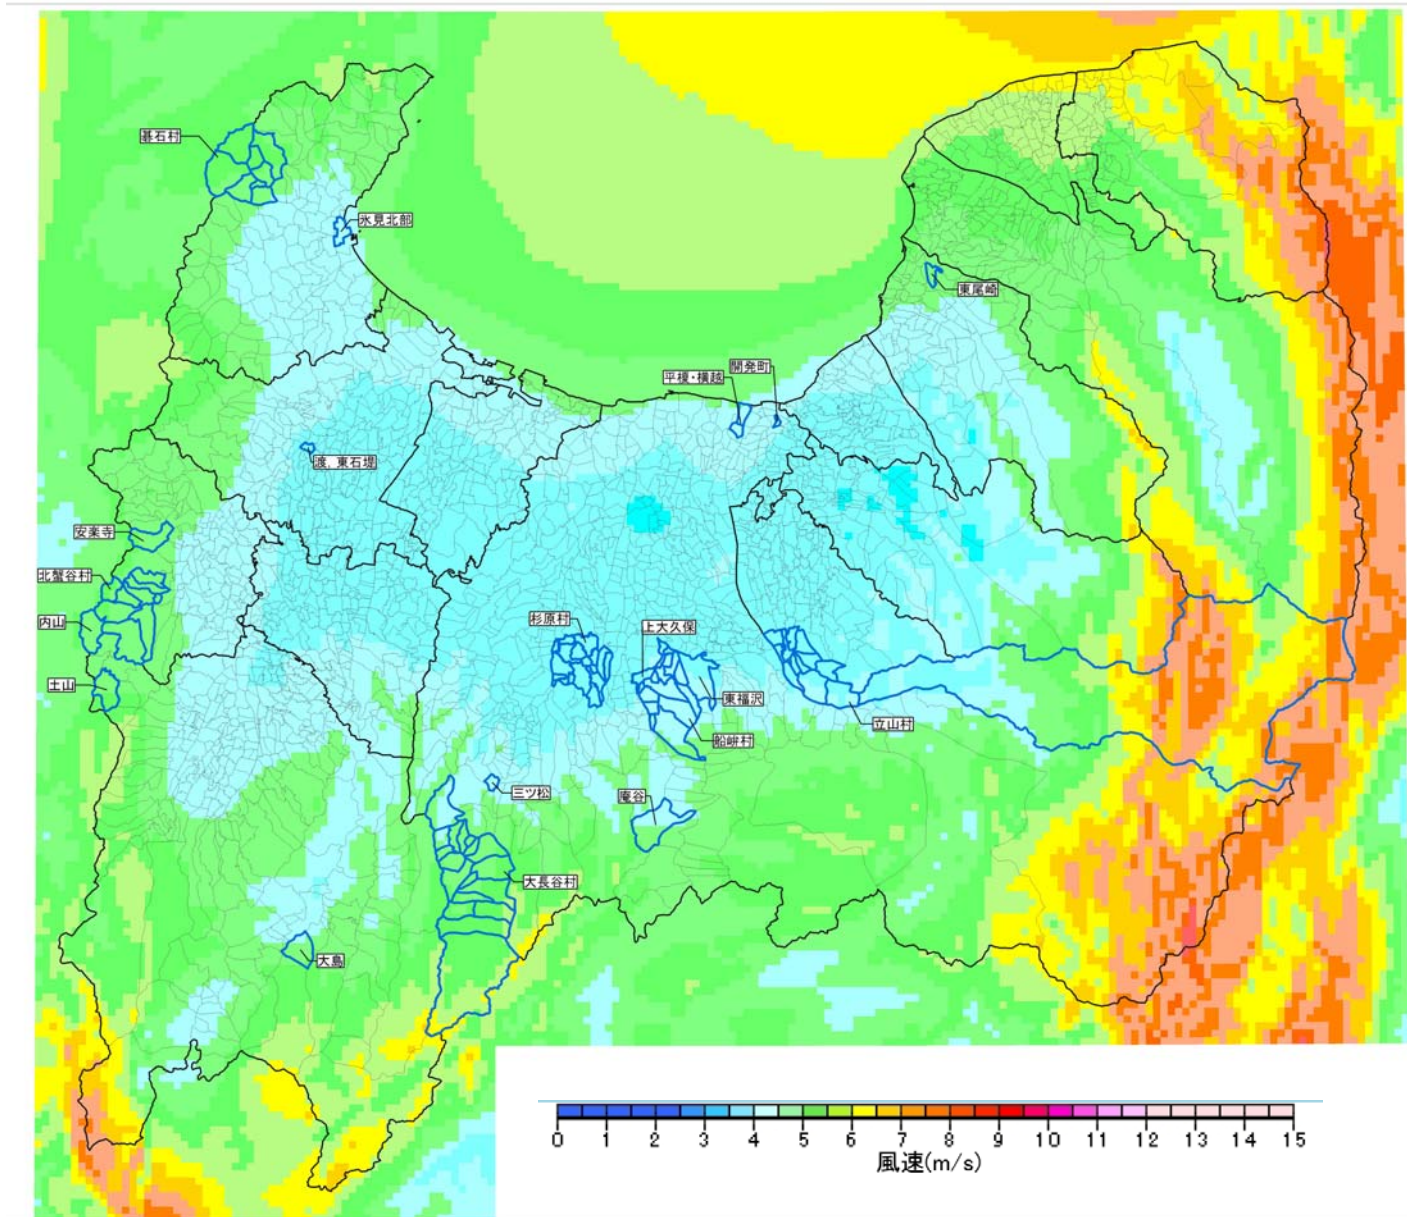 碁石村
氷見北部
東尾崎
開発町
平榎・横越
渡，東石堤
安楽寺
北蟹谷村
内山
杉原村
上大久保
土山
東福沢
立山村
船峅村
三ツ松
庵谷
大長谷村
大島
0 1 2 3 4 5 6 7 8 9 10 11 12 13 14 15
風速(m/s)